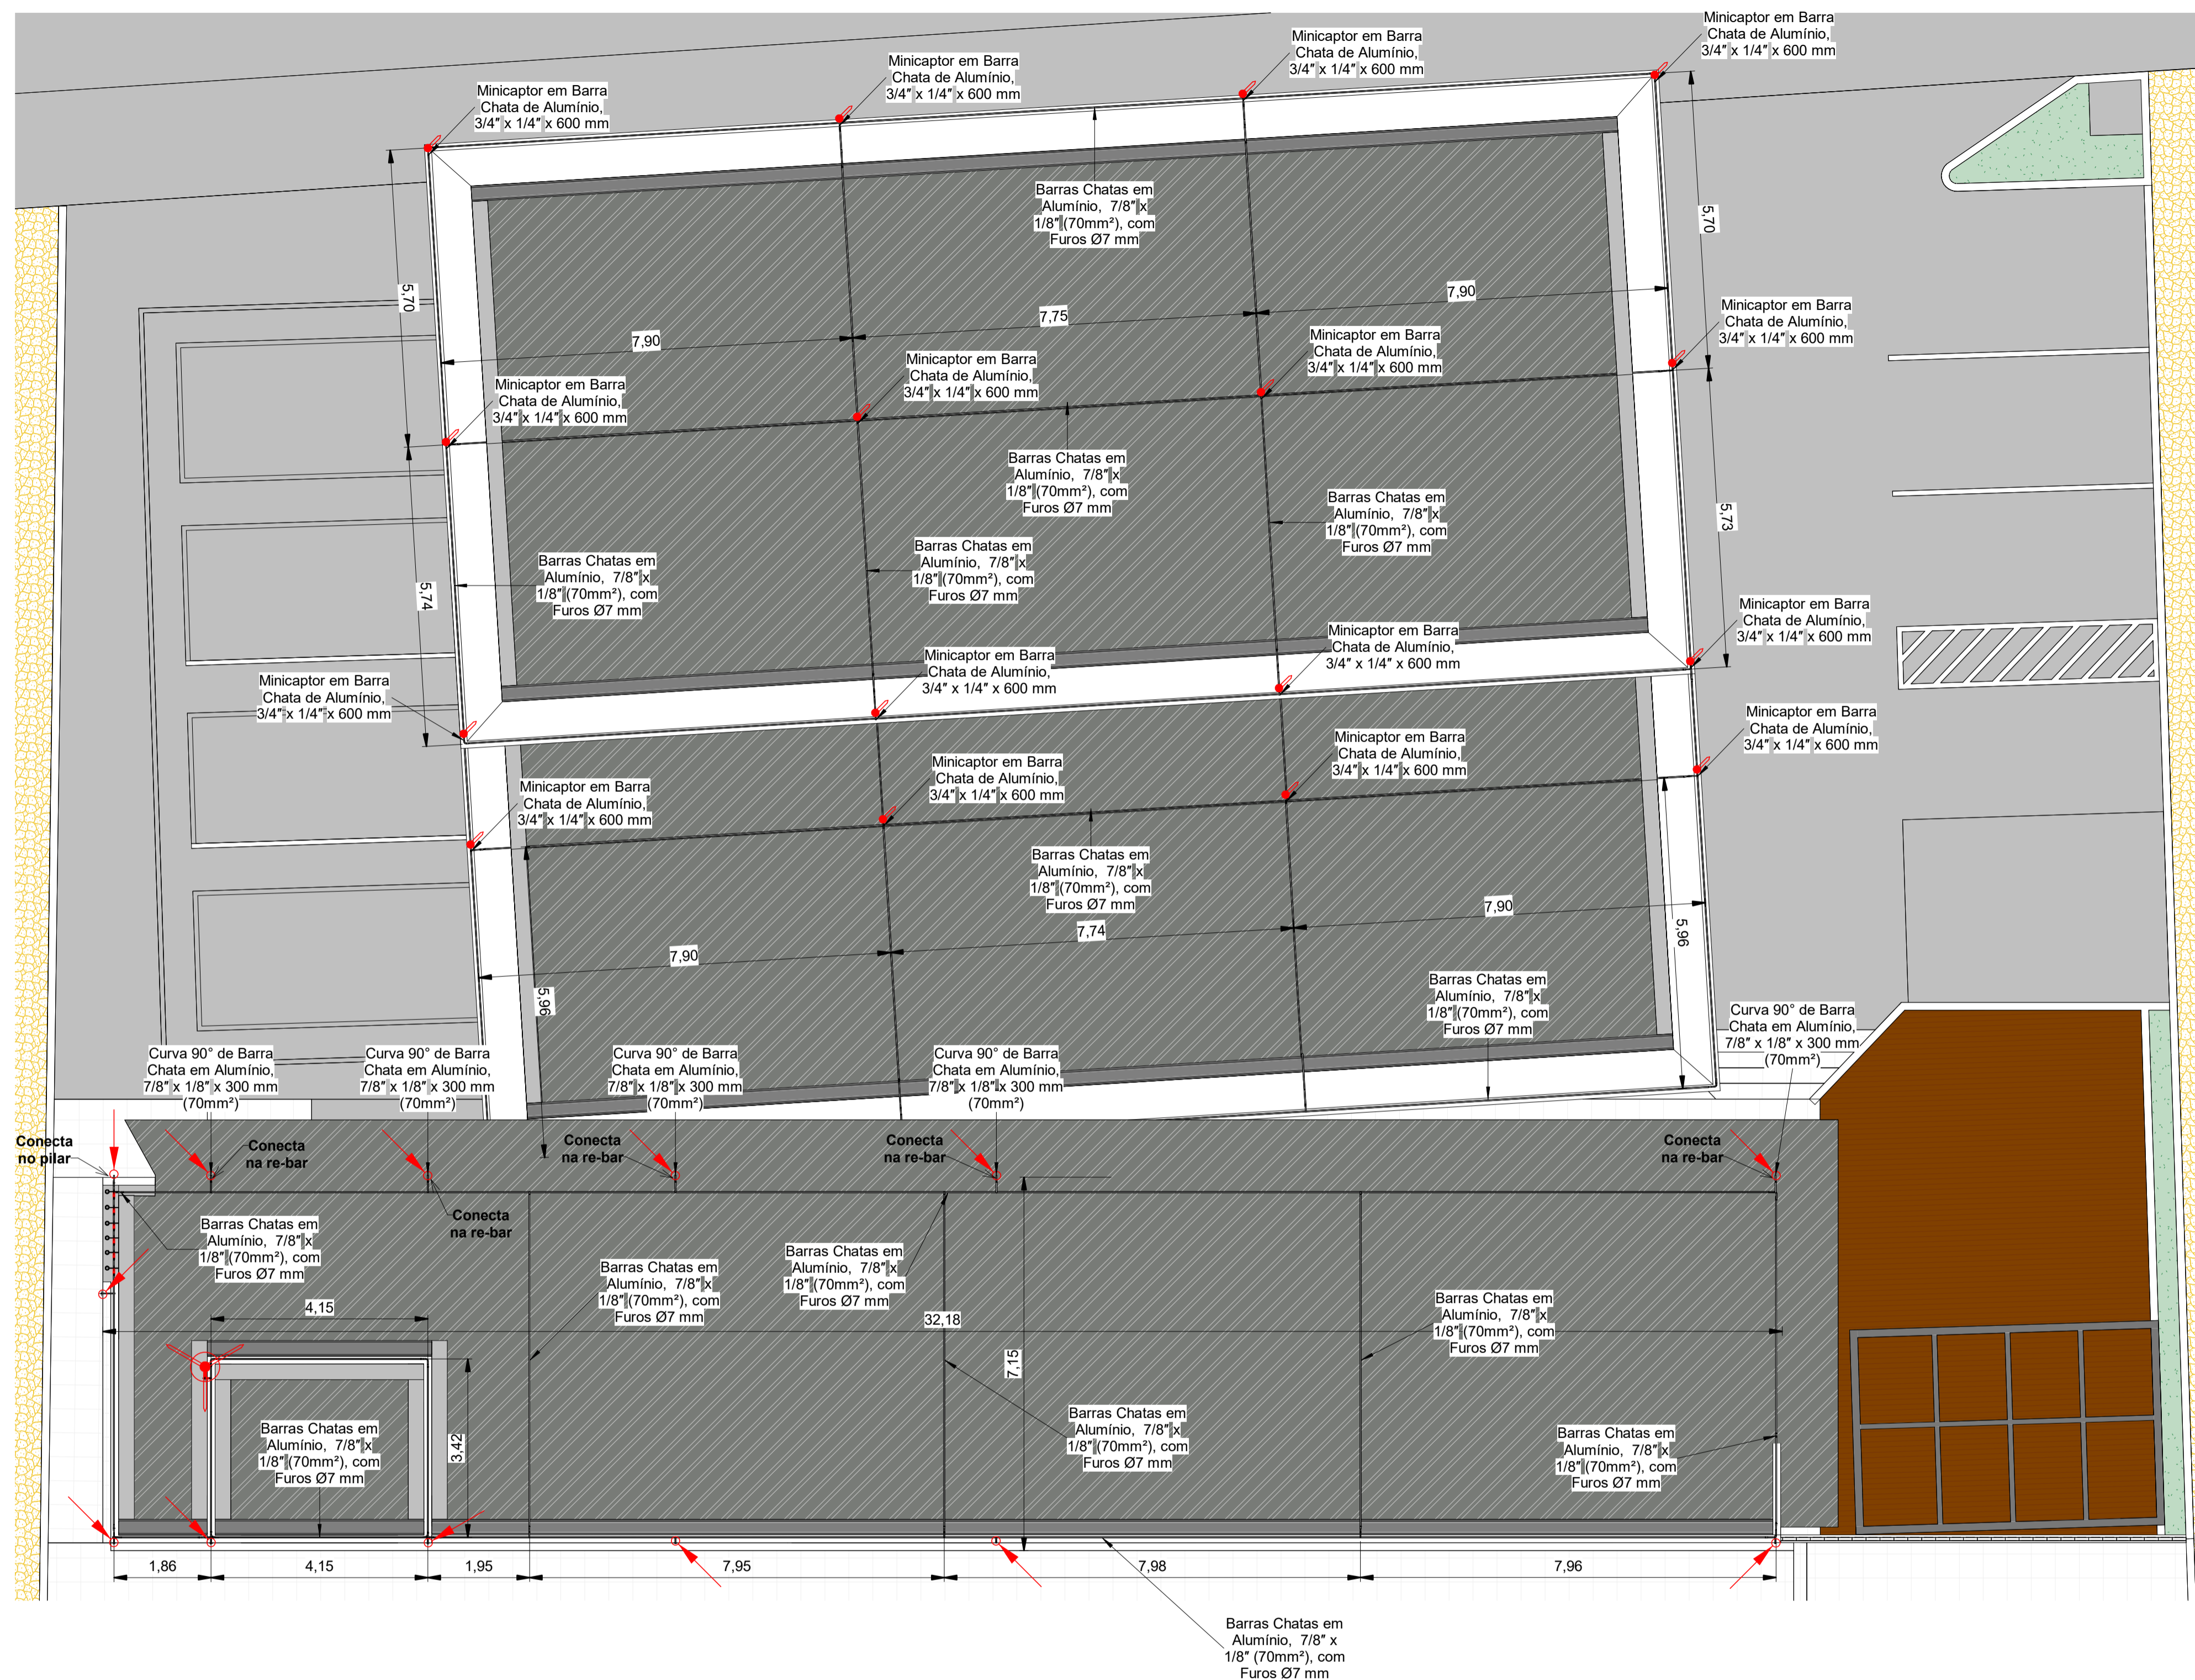 Minicaptor em Barra
Chata de Alumínio,
3/4" x 1/4" x 600 mm
Minicaptor em Barra
Chata de Alumínio,
3/4" x 1/4" x 600 mm
Minicaptor em Barra
Chata de Alumínio,
3/4" x 1/4" x 600 mm
Minicaptor em Barra
Chata de Alumínio,
3/4" x 1/4" x 600 mm
Barras Chatas em
Alumínio, 7/8" x
1/8" (70mm²), com
Furos Ø7 mm
5,70
5,70
7,90
7,75
7,90
Minicaptor em Barra
Chata de Alumínio,
3/4" x 1/4" x 600 mm
Minicaptor em Barra
Chata de Alumínio,
3/4" x 1/4" x 600 mm
Minicaptor em Barra
Chata de Alumínio,
3/4" x 1/4" x 600 mm
Minicaptor em Barra
Chata de Alumínio,
3/4" x 1/4" x 600 mm
Barras Chatas em
Alumínio, 7/8" x
1/8" (70mm²), com
Furos Ø7 mm
Barras Chatas em
Alumínio, 7/8" x
1/8" (70mm²), com
Furos Ø7 mm
5,73
Barras Chatas em
Alumínio, 7/8" x
1/8" (70mm²), com
Furos Ø7 mm
Barras Chatas em
Alumínio, 7/8" x
1/8" (70mm²), com
Furos Ø7 mm
5,74
Minicaptor em Barra
Chata de Alumínio,
3/4" x 1/4" x 600 mm
Minicaptor em Barra
Chata de Alumínio,
3/4" x 1/4" x 600 mm
Minicaptor em Barra
Chata de Alumínio,
3/4" x 1/4" x 600 mm
Minicaptor em Barra
Chata de Alumínio,
3/4" x 1/4" x 600 mm
Minicaptor em Barra
Chata de Alumínio,
3/4" x 1/4" x 600 mm
Minicaptor em Barra
Chata de Alumínio,
3/4" x 1/4" x 600 mm
Minicaptor em Barra
Chata de Alumínio,
3/4" x 1/4" x 600 mm
Minicaptor em Barra
Chata de Alumínio,
3/4" x 1/4" x 600 mm
Barras Chatas em
Alumínio, 7/8" x
1/8" (70mm²), com
Furos Ø7 mm
7,90
7,74
7,90
5,96
5,96
Barras Chatas em
Alumínio, 7/8" x
1/8" (70mm²), com
Furos Ø7 mm
Curva 90° de Barra
Chata em Alumínio,
7/8" x 1/8" x 300 mm
(70mm²)
Curva 90° de Barra
Chata em Alumínio,
7/8" x 1/8" x 300 mm
(70mm²)
Curva 90° de Barra
Chata em Alumínio,
7/8" x 1/8" x 300 mm
(70mm²)
Curva 90° de Barra
Chata em Alumínio,
7/8" x 1/8" x 300 mm
(70mm²)
Curva 90° de Barra
Chata em Alumínio,
7/8" x 1/8" x 300 mm
(70mm²)
Conecta
no pilar
Conecta
na re-bar
Conecta
na re-bar
Conecta
na re-bar
Conecta
na re-bar
Conecta
na re-bar
Barras Chatas em
Alumínio, 7/8" x
1/8" (70mm²), com
Furos Ø7 mm
Barras Chatas em
Alumínio, 7/8" x
1/8" (70mm²), com
Furos Ø7 mm
Barras Chatas em
Alumínio, 7/8" x
1/8" (70mm²), com
Furos Ø7 mm
Barras Chatas em
Alumínio, 7/8" x
1/8" (70mm²), com
Furos Ø7 mm
4,15
32,18
7,15
3,42
Barras Chatas em
Alumínio, 7/8" x
1/8" (70mm²), com
Furos Ø7 mm
Barras Chatas em
Alumínio, 7/8" x
1/8" (70mm²), com
Furos Ø7 mm
Barras Chatas em
Alumínio, 7/8" x
1/8" (70mm²), com
Furos Ø7 mm
1,86
4,15
1,95
7,95
7,98
7,96
Barras Chatas em
Alumínio, 7/8" x
1/8" (70mm²), com
Furos Ø7 mm